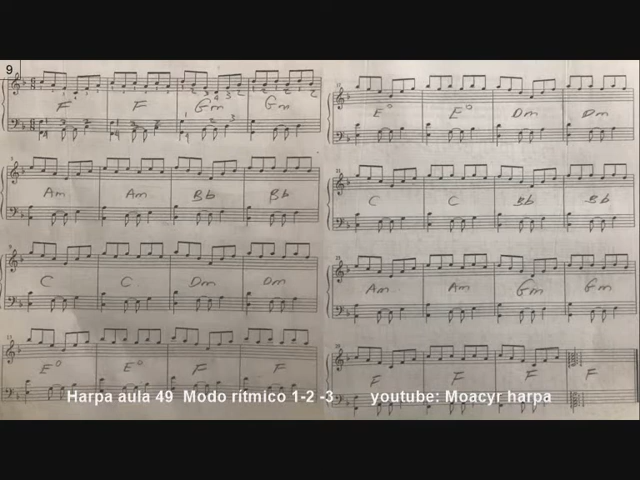 9
F F Gm Gm
Am Am Bb Bb
C C Dm Dm
E° E° F F
E° E° Dm Dm
C C Bb Bb
Am Am Gm Gm
F F F F
Harpa aula 49 Modo rítmico 1-2 -3 youtube: Moacyr harpa